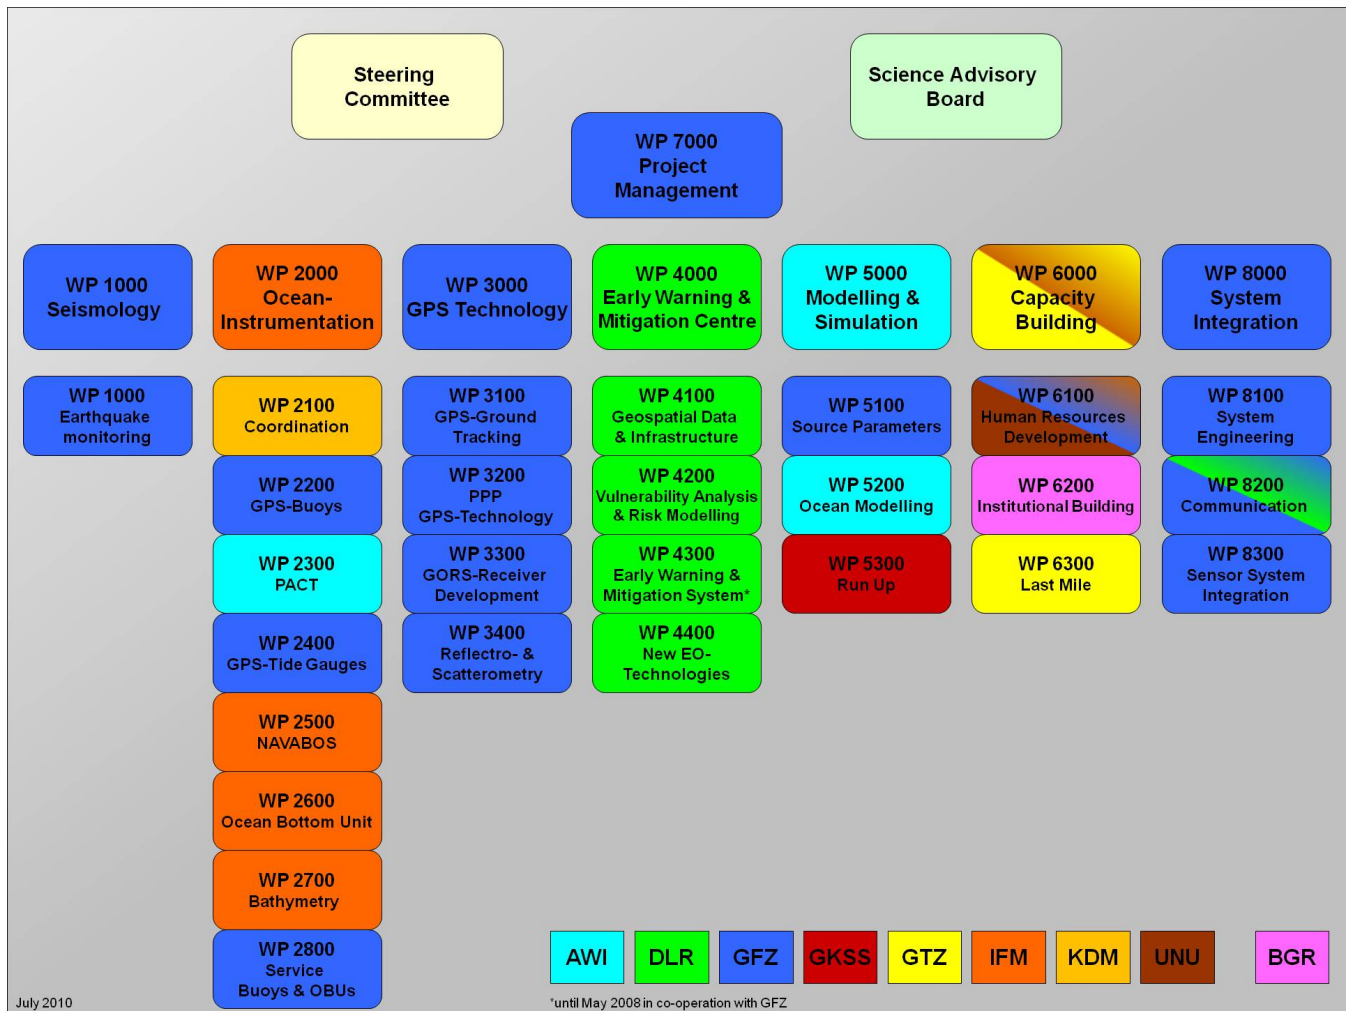 Steering
Committee
Science Advisory
Board
WP 7000
Project
Management
WP 1000
Seismology
WP 2000
Ocean-
Instrumentation
WP 3000
GPS Technology
WP 4000
Early Warning &
Mitigation Centre
WP 5000
Modelling &
Simulation
WP 6000
Capacity
Building
WP 8000
System
Integration
WP 1000
Earthquake
monitoring
WP 2100
Coordination
WP 2200
GPS-Buoys
WP 2300
PACT
WP 2400
GPS-Tide Gauges
WP 2500
NAVABOS
WP 2600
Ocean Bottom Unit
WP 2700
Bathymetry
WP 2800
Service
Buoys & OBUs
WP 3100
GPS-Ground
Tracking
WP 3200
PPP
GPS-Technology
WP 3300
GORS-Receiver
Development
WP 3400
Reflectro- &
Scatterometry
WP 4100
Geospatial Data
& Infrastructure
WP 4200
Vulnerability Analysis
& Risk Modelling
WP 4300
Early Warning &
Mitigation System*
WP 4400
New EO-
Technologies
WP 5100
Source Parameters
WP 5200
Ocean Modelling
WP 5300
Run Up
WP 6100
Human Resources
Development
WP 6200
Institutional Building
WP 6300
Last Mile
WP 8100
System
Engineering
WP 8200
Communication
WP 8300
Sensor System
Integration
AWI
DLR
GFZ
GKSS
GTZ
IFM
KDM
UNU
BGR
July 2010
*until May 2008 in co-operation with GFZ